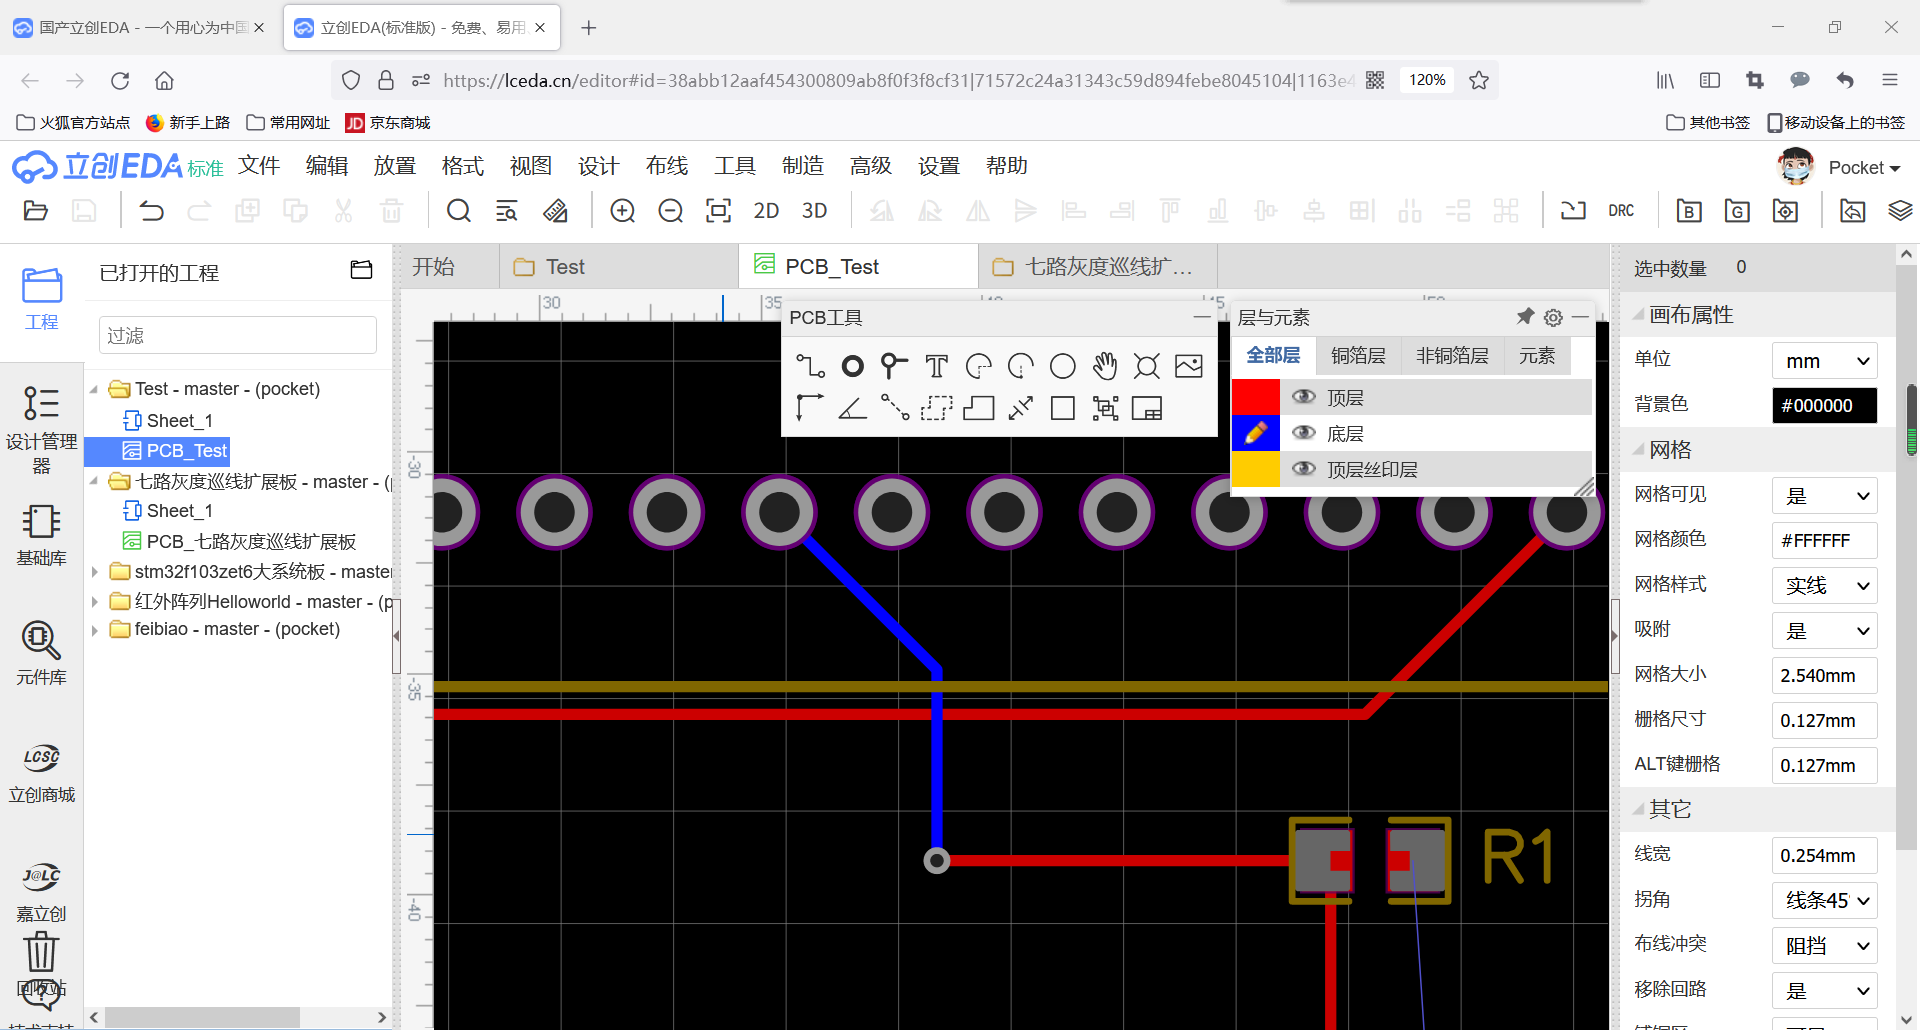 国产立创EDA - 一个用心为中国
立创EDA(标准版) - 免费、易用
https://lceda.cn/editor#id=38abb12aaf454300809ab8f0f3f8cf31|71572c24a31343c59d894febe8045104|1163e4
120%
火狐官方站点
新手上路
常用网址
JD 京东商城
其他书签
移动设备上的书签
立创EDA 标准
文件 编辑 放置 格式 视图 设计 布线 工具 制造 高级 设置 帮助
Pocket
2D 3D
DRC
B G
工程
设计管理器
基础库
元件库
LCSC
立创商城
J@LC
嘉立创
回收站
已打开的工程
过滤
Test - master - (pocket)
Sheet_1
PCB_Test
七路灰度巡线扩展板 - master - (
Sheet_1
PCB_七路灰度巡线扩展板
stm32f103zet6大系统板 - master
红外阵列Helloworld - master - (p
feibiao - master - (pocket)
开始
Test
PCB_Test
七路灰度巡线扩...
30
35
-30
-35
-40
PCB工具
层与元素
全部层 铜箔层 非铜箔层 元素
顶层
底层
顶层丝印层
R1
选中数量 0
画布属性
单位 mm
背景色 #000000
网格
网格可见 是
网格颜色 #FFFFFF
网格样式 实线
吸附 是
网格大小 2.540mm
栅格尺寸 0.127mm
ALT键栅格 0.127mm
其它
线宽 0.254mm
拐角 线条45°
布线冲突 阻挡
移除回路 是